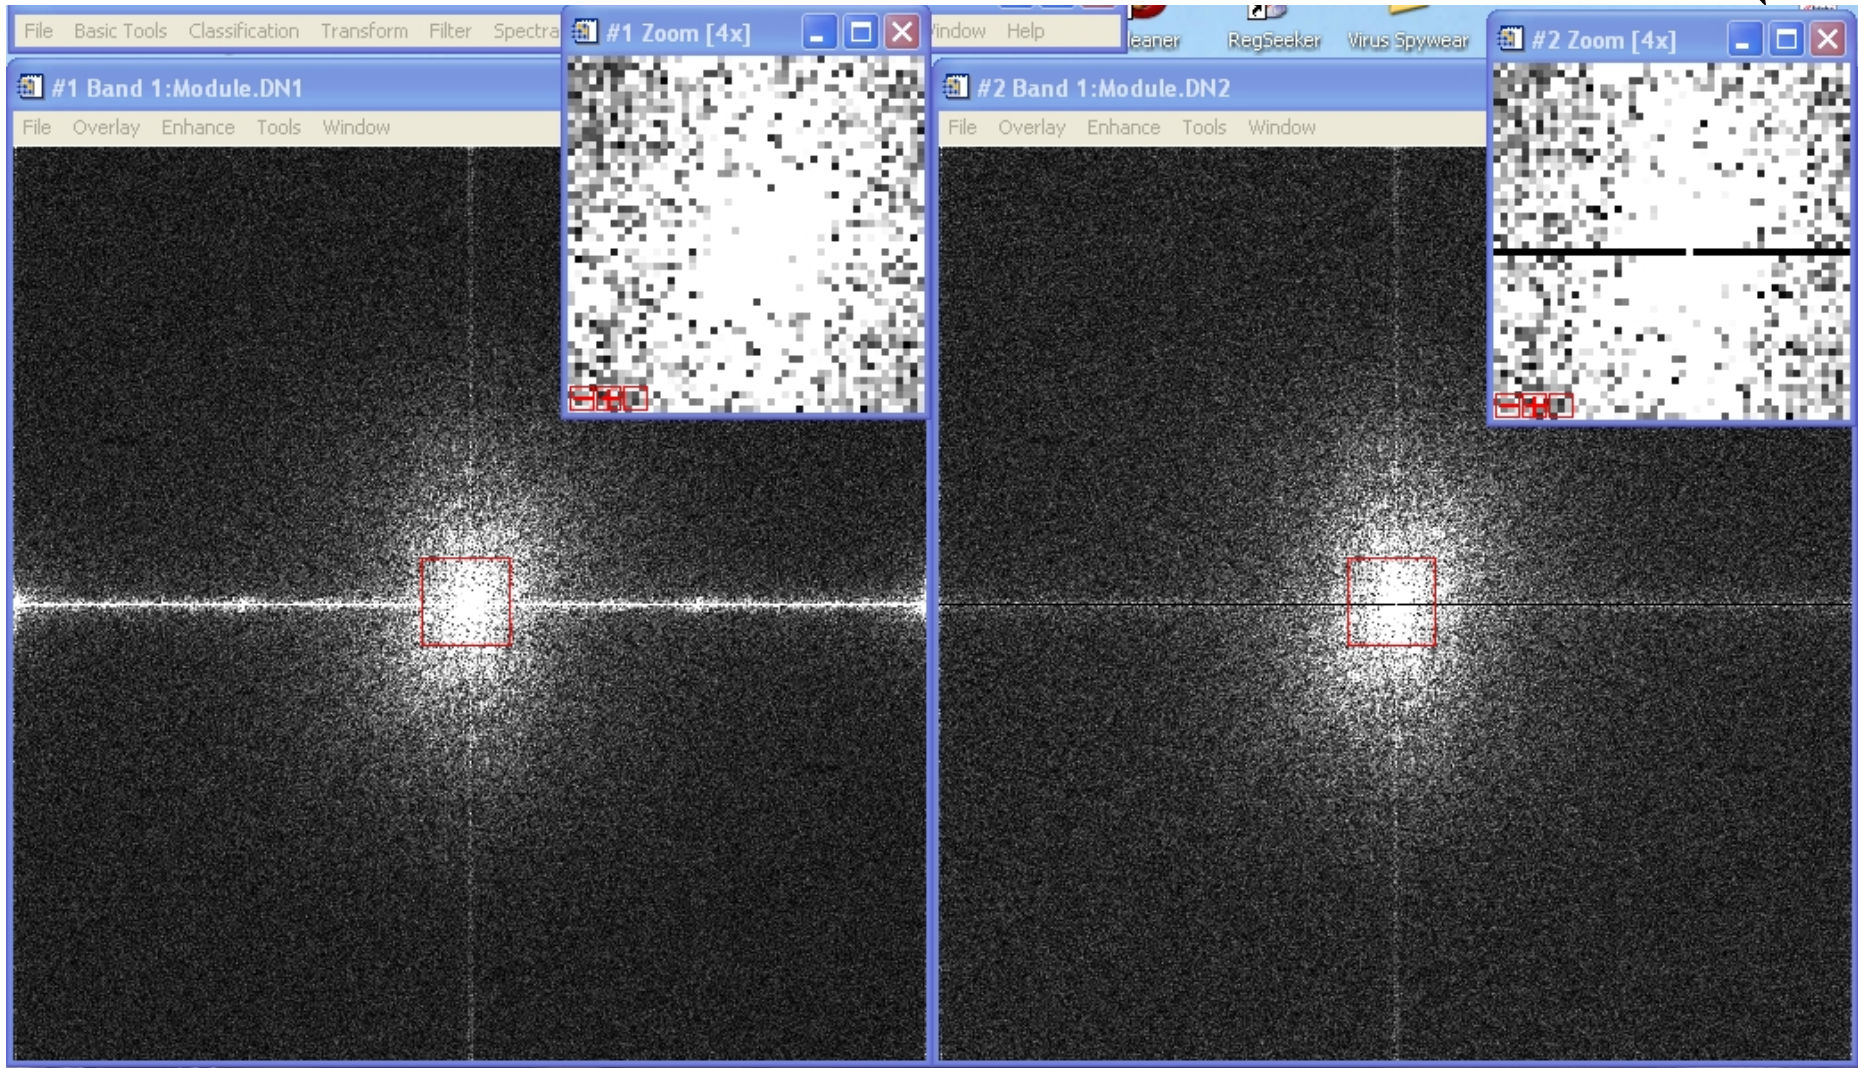 File Basic Tools Classification Transform Filter Spectra
#1 Zoom [4x]
indow Help
leaner RegSeeker Virus Spywear
#2 Zoom [4x]
#1 Band 1:Module.DN1
File Overlay Enhance Tools Window
#2 Band 1:Module.DN2
File Overlay Enhance Tools Window